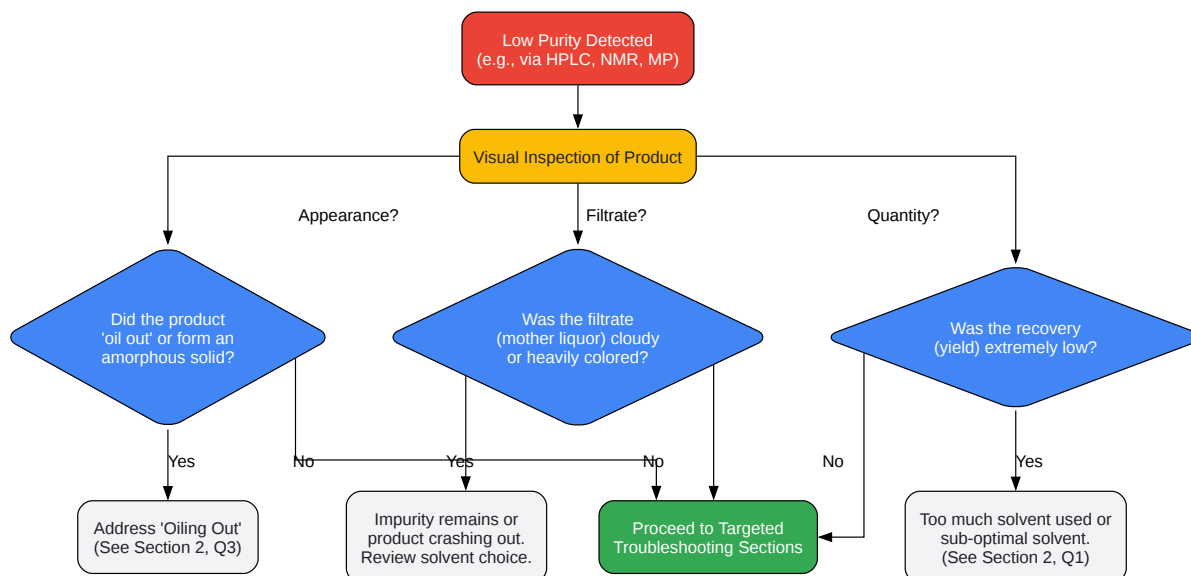 Low Purity Detected
(e.g., via HPLC, NMR, MP)
Visual Inspection of Product
Appearance?
Filtrate?
Quantity?
Did the product
'oil out' or form an
amorphous solid?
Was the filtrate
(mother liquor) cloudy
or heavily colored?
Was the recovery
(yield) extremely low?
Yes
No
Yes
No
No
Yes
Address 'Oiling Out'
(See Section 2, Q3)
Impurity remains or
product crashing out.
Review solvent choice.
Proceed to Targeted
Troubleshooting Sections
Too much solvent used or
sub-optimal solvent.
(See Section 2, Q1)